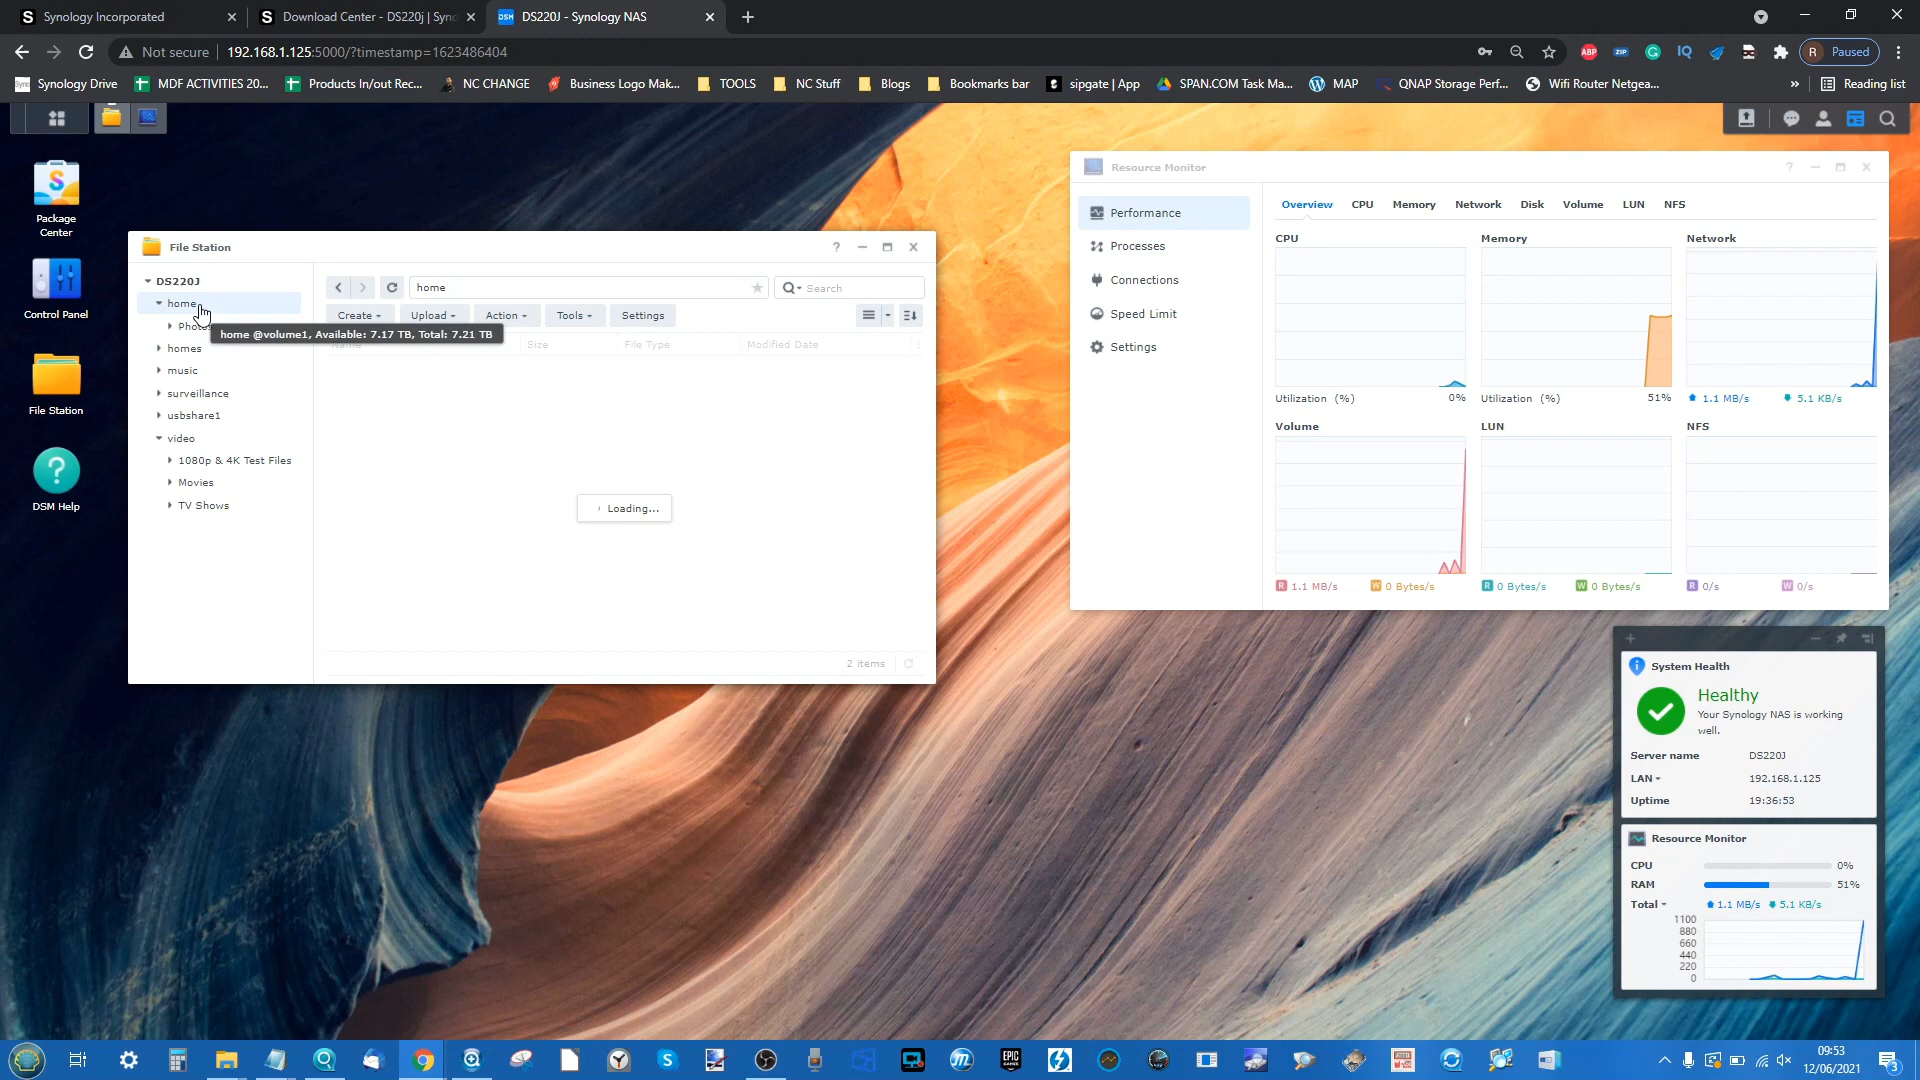 Synology Incorporated
Download Center - DS220j | Syno
DS220J - Synology NAS
Not secure
192.168.1.125:5000/?timestamp=1623486404
ABP
ZIP
IQ
R Paused
Synology Drive
MDF ACTIVITIES 20...
Products In/out Rec...
NC CHANGE
Business Logo Mak...
TOOLS
NC Stuff
Blogs
Bookmarks bar
sipgate | App
SPAN.COM Task Ma...
MAP
QNAP Storage Perf...
Wifi Router Netgea...
»
Reading list
Package
Center
Control Panel
File Station
DSM Help
File Station
DS220J
home
homes
music
surveillance
usbshare1
video
1080p & 4K Test Files
Movies
TV Shows
home
Search
Create
Upload
Action
Tools
Settings
home @volume1, Available: 7.17 TB, Total: 7.21 TB
Name
Size
File Type
Modified Date
Loading...
2 items
Resource Monitor
Performance
Processes
Connections
Speed Limit
Settings
Overview
CPU
Memory
Network
Disk
Volume
LUN
NFS
CPU
Memory
Network
Utilization (%)
0%
Utilization (%)
51%
1.1 MB/s
5.1 KB/s
Volume
LUN
NFS
R 1.1 MB/s
W 0 Bytes/s
R 0 Bytes/s
W 0 Bytes/s
R 0/s
W 0/s
System Health
Healthy
Your Synology NAS is working
well.
Server name
DS220J
LAN
192.168.1.125
Uptime
19:36:53
Resource Monitor
CPU
0%
RAM
51%
Total
1.1 MB/s
5.1 KB/s
1100
880
660
440
220
0
EPIC
GAMES
09:53
12/06/2021
3